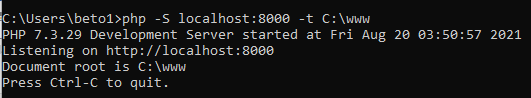 C:\Users\beto1>php -S localhost:8000 -t C:\www
PHP 7.3.29 Development Server started at Fri Aug 20 03:50:57 2021
Listening on http://localhost:8000
Document root is C:\www
Press Ctrl-C to quit.